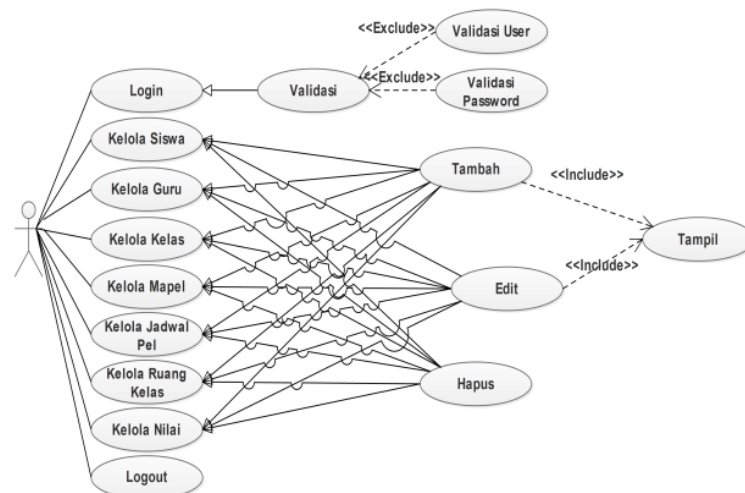 <<Exclude>>
Validasi User
Login
Validasi
<<Exclude>>
Validasi
Password
Kelola Siswa
Tambah
<<Include>>
Kelola Guru
Kelola Kelas
Tampil
<<Include>>
Kelola Mapel
Edit
Kelola Jadwal
Pel
Kelola Ruang
Kelas
Hapus
Kelola Nilai
Logout